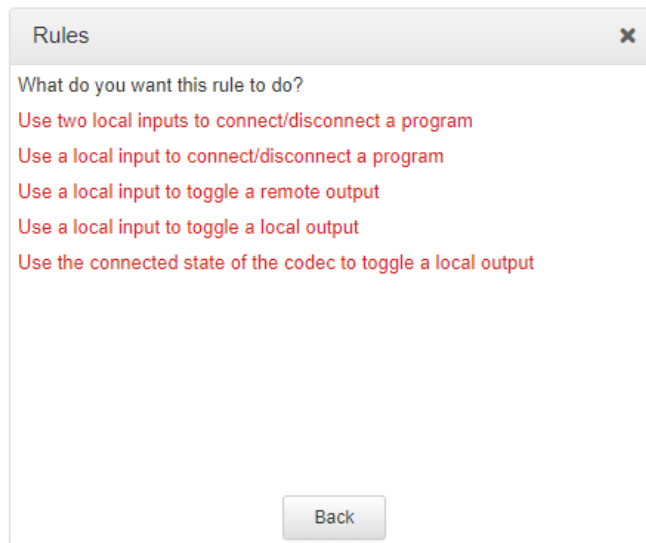 Rules
What do you want this rule to do?
Use two local inputs to connect/disconnect a program
Use a local input to connect/disconnect a program
Use a local input to toggle a remote output
Use a local input to toggle a local output
Use the connected state of the codec to toggle a local output
Back